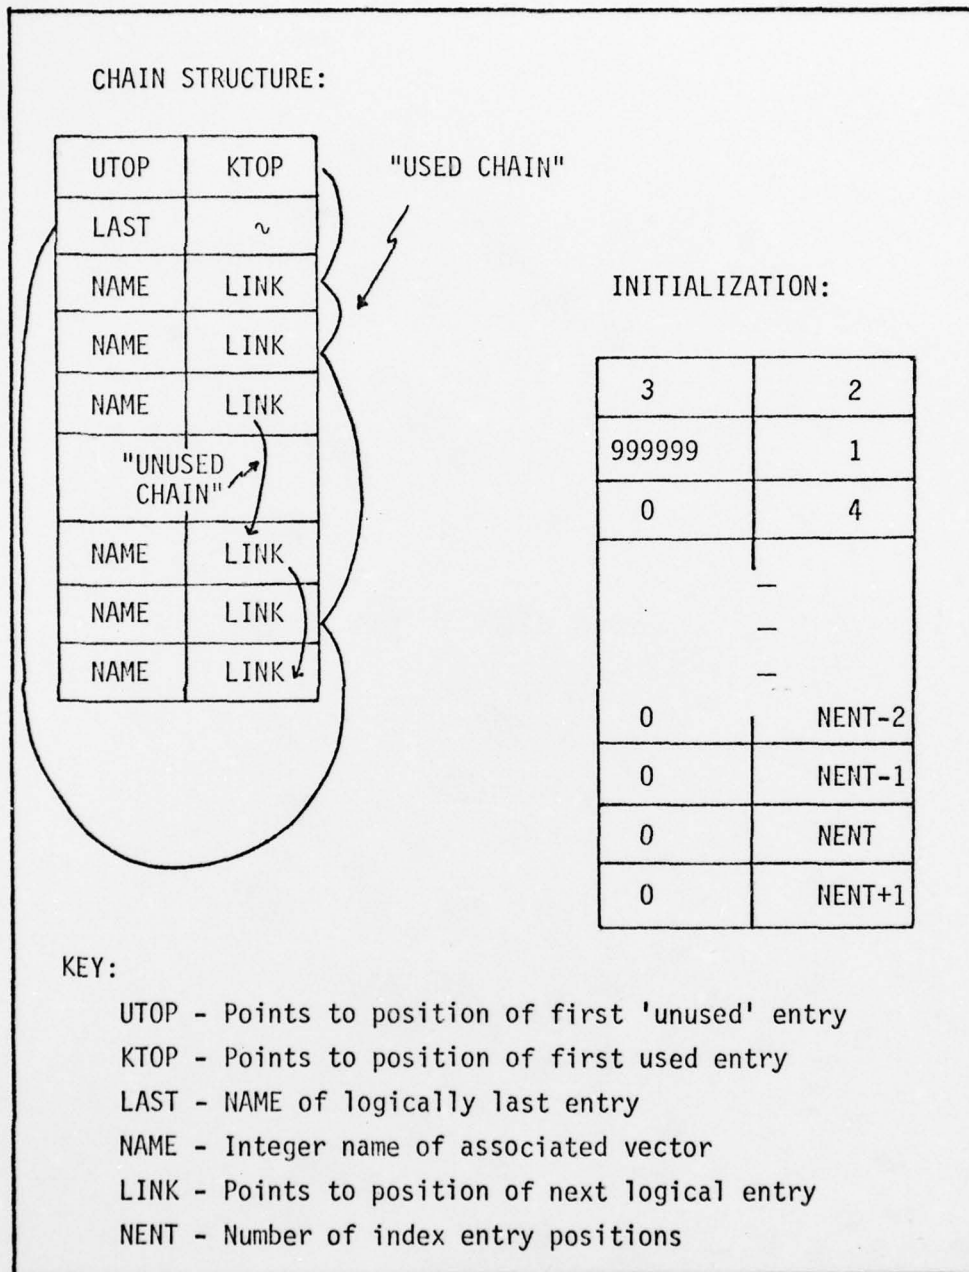 CHAIN STRUCTURE:
UTOP KTOP
LAST ~
NAME LINK
NAME LINK
NAME LINK
"UNUSED
CHAIN"
NAME LINK
NAME LINK
NAME LINK
"USED CHAIN"
INITIALIZATION:
3 2
999999 1
0 4
—
—
—
0 NENT-2
0 NENT-1
0 NENT
0 NENT+1
KEY:
UTOP - Points to position of first 'unused' entry
KTOP - Points to position of first used entry
LAST - NAME of logically last entry
NAME - Integer name of associated vector
LINK - Points to position of next logical entry
NENT - Number of index entry positions